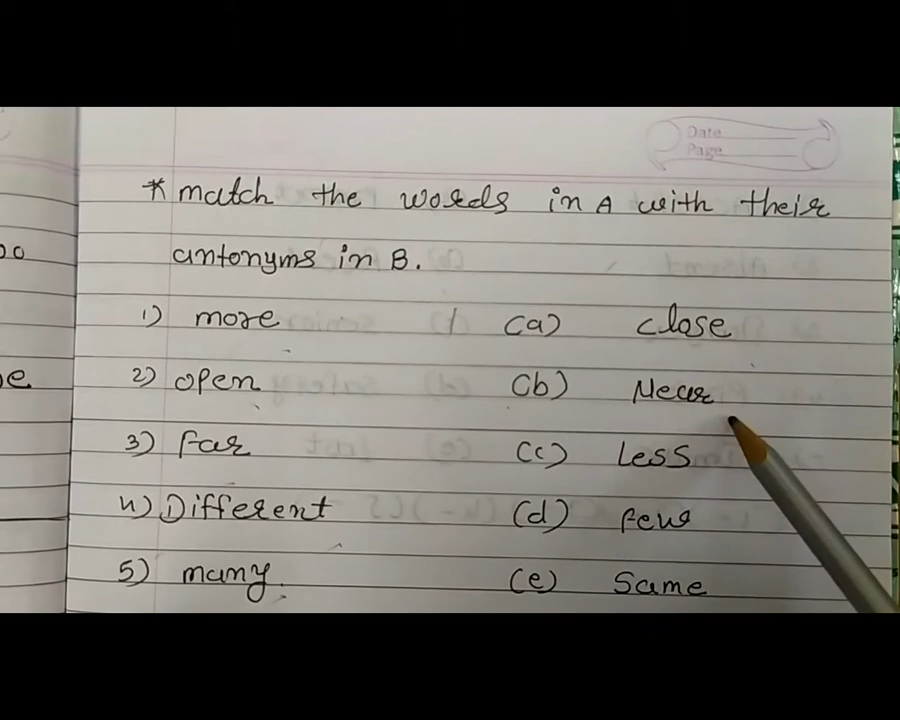 Date
Page
* match the words in A with their
antonyms in B.
1) more (a) close
2) open (b) Near
3) far (c) Less
4) Different (d) few
5) many (e) Same